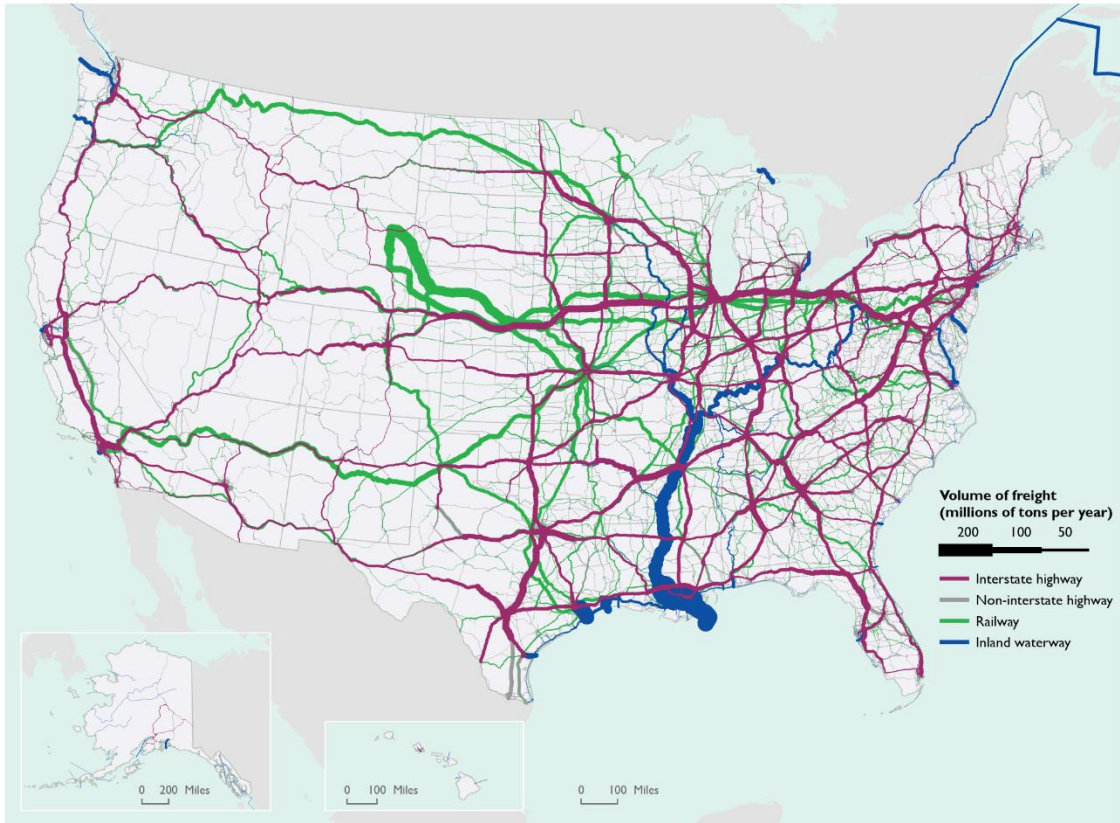 Volume of freight
(millions of tons per year)
200 100 50
Interstate highway
Non-interstate highway
Railway
Inland waterway
0 200 Miles
0 100 Miles
0 100 Miles